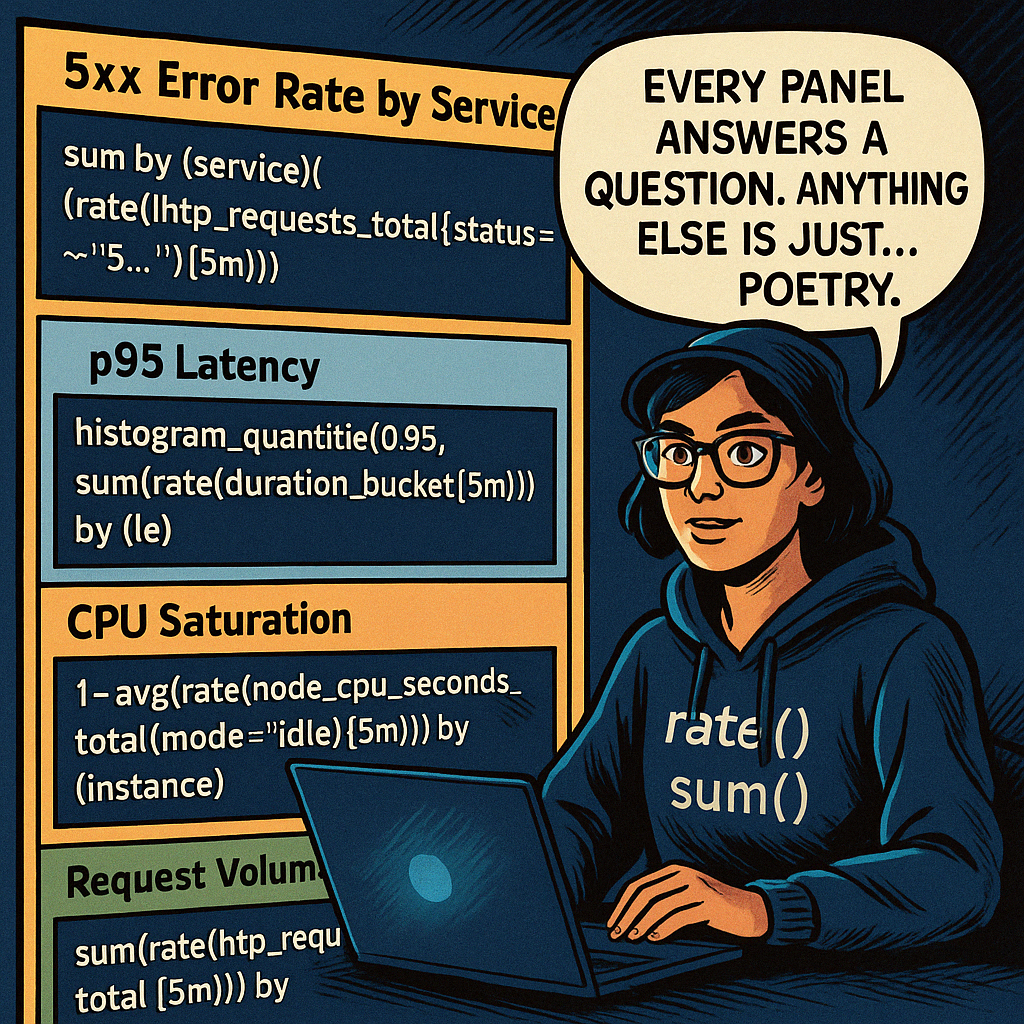 5xx Error Rate by Service
sum by (service)(
(rate(lhtp_requests_total{status=
~"5... ")[5m)))
p95 Latency
histogram_quantitie(0.95,
sum(rate(duration_bucket[5m)))
by (le)
CPU Saturation
1-avg(rate(node_cpu_seconds_
total(mode="idle){5m))) by
(instance)
Request Volum
sum(rate(htp_requ
total [5m))) by
EVERY PANEL
ANSWERS A
QUESTION. ANYTHING
ELSE IS JUST...
POETRY.
rate()
sum()